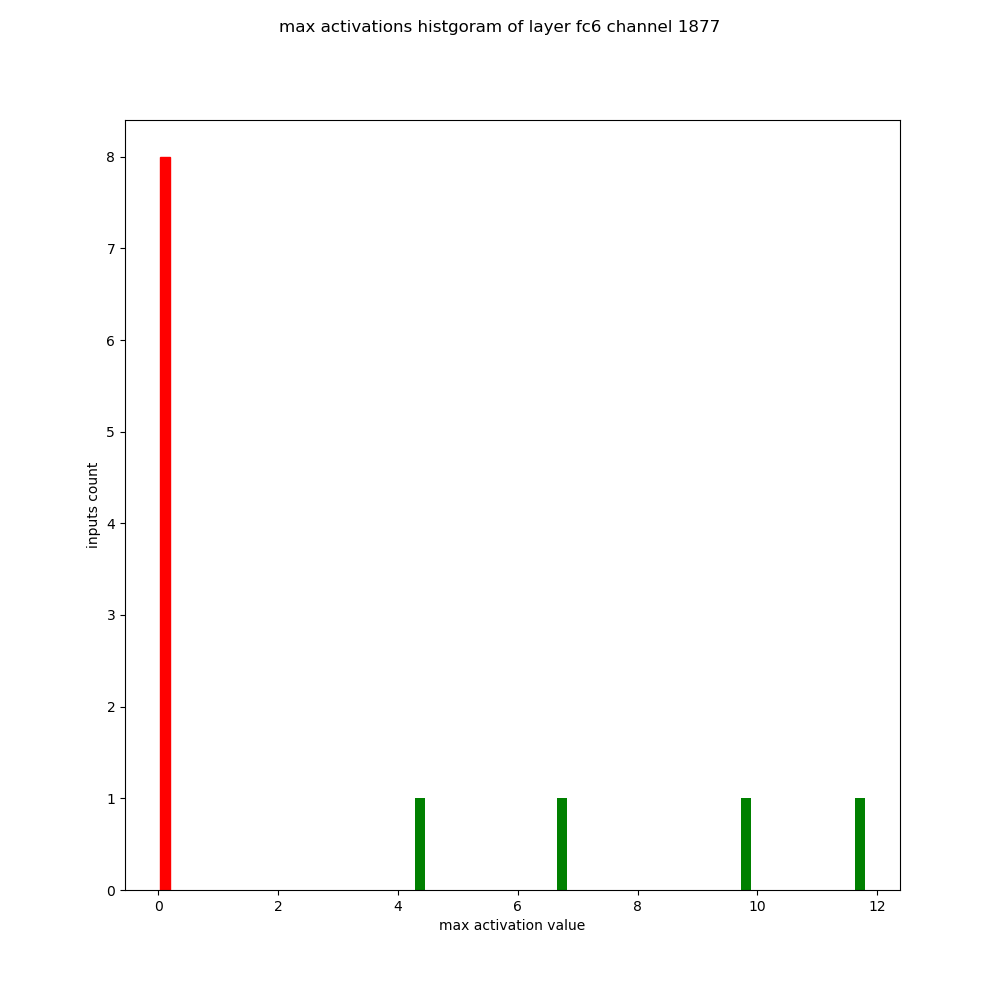 max activations histgoram of layer fc6 channel 1877
8
7
6
5
4
3
2
1
0
inputs count
0 2 4 6 8 10 12
max activation value